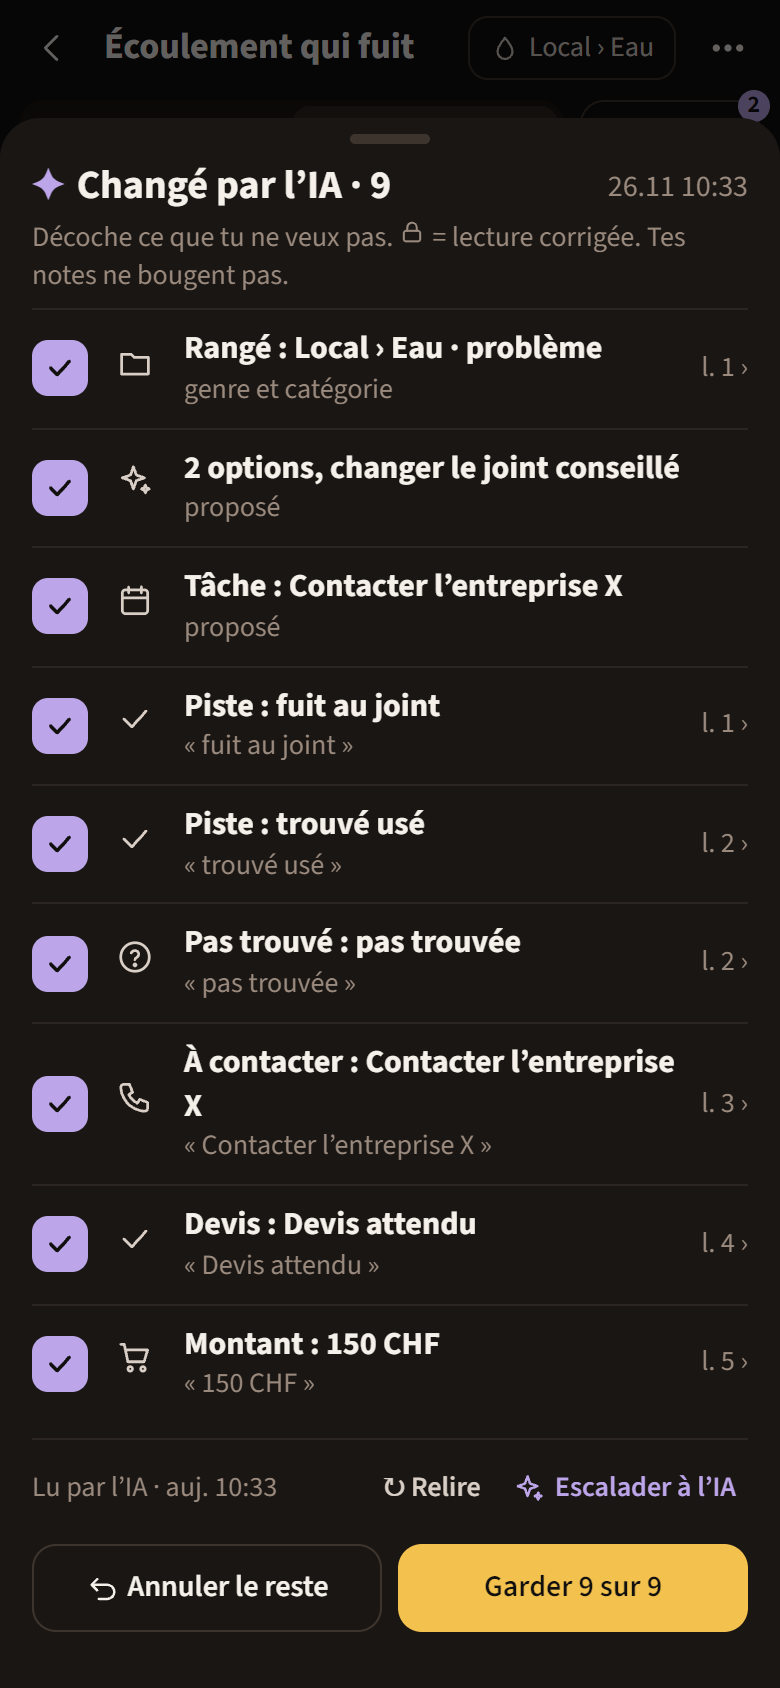 Écoulement qui fuit
Local › Eau
2
Changé par l’IA · 9
26.11 10:33
Décoche ce que tu ne veux pas. = lecture corrigée. Tes
notes ne bougent pas.
Rangé : Local › Eau · problème
genre et catégorie
l. 1 ›
2 options, changer le joint conseillé
proposé
Tâche : Contacter l’entreprise X
proposé
Piste : fuit au joint
« fuit au joint »
l. 1 ›
Piste : trouvé usé
« trouvé usé »
l. 2 ›
Pas trouvé : pas trouvée
« pas trouvée »
l. 2 ›
À contacter : Contacter l’entreprise
X
« Contacter l’entreprise X »
l. 3 ›
Devis : Devis attendu
« Devis attendu »
l. 4 ›
Montant : 150 CHF
« 150 CHF »
l. 5 ›
Lu par l’IA · auj. 10:33
↻ Relire
Escalader à l’IA
Annuler le reste
Garder 9 sur 9